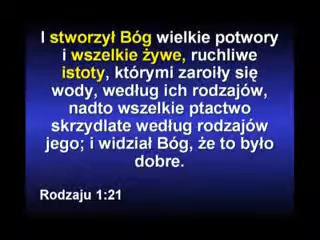 I stworzył Bóg wielkie potwory
i wszelkie żywe, ruchliwe
istoty, którymi zaroiły się
wody, według ich rodzajów,
nadto wszelkie ptactwo
skrzydlate według rodzajów
jego; i widział Bóg, że to było
dobre.
Rodzaju 1:21